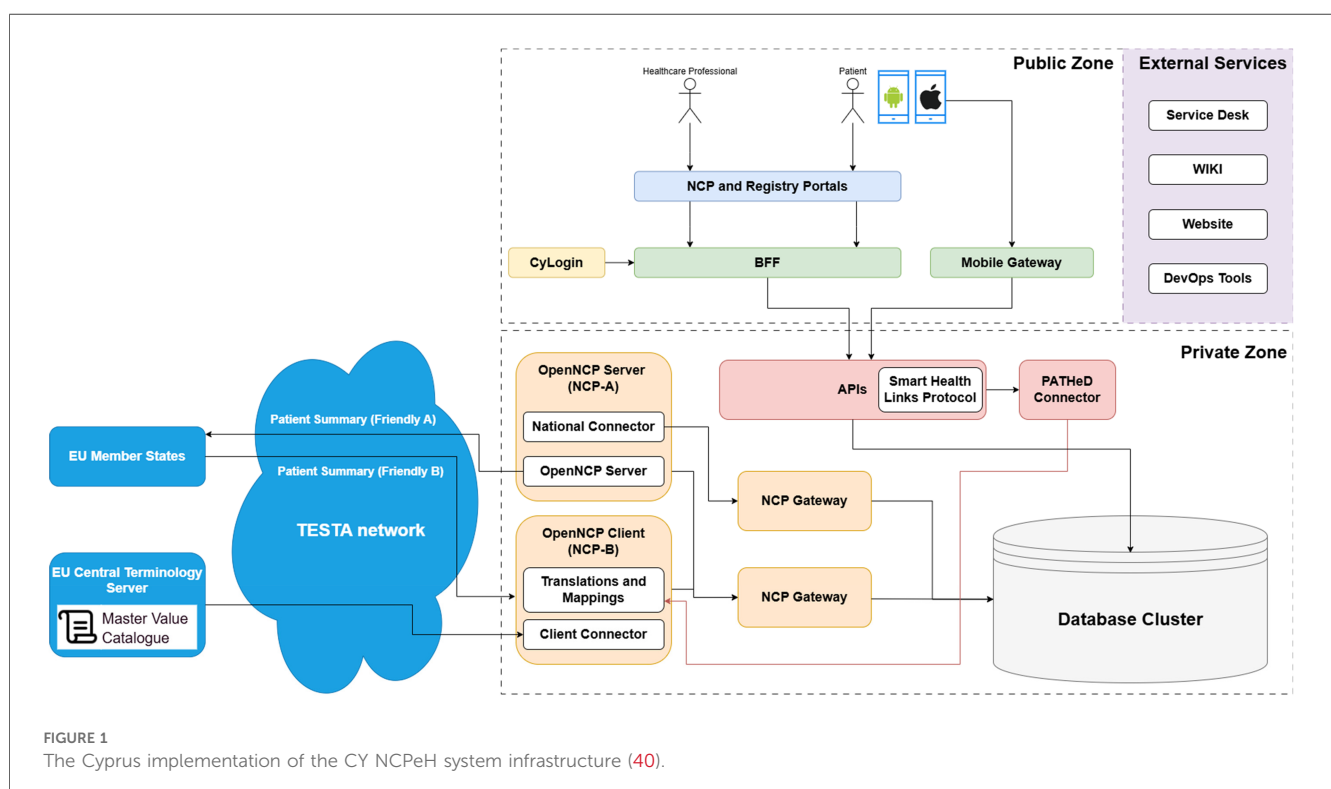 Public Zone
External Services
Healthcare Professional
Patient
Service Desk
WIKI
Website
DevOps Tools
NCP and Registry Portals
CyLogin
BFF
Mobile Gateway
Private Zone
OpenNCP Server
(NCP-A)
National Connector
OpenNCP Server
APIs
Smart Health
Links Protocol
PATHeD
Connector
Patient Summary (Friendly A)
EU Member States
Patient Summary (Friendly B)
TESTA network
NCP Gateway
OpenNCP Client
(NCP-B)
Translations and
Mappings
Client Connector
NCP Gateway
EU Central Terminology
Server
Master Value
Catalogue
Database Cluster
FIGURE 1
The Cyprus implementation of the CY NCPeH system infrastructure (40).